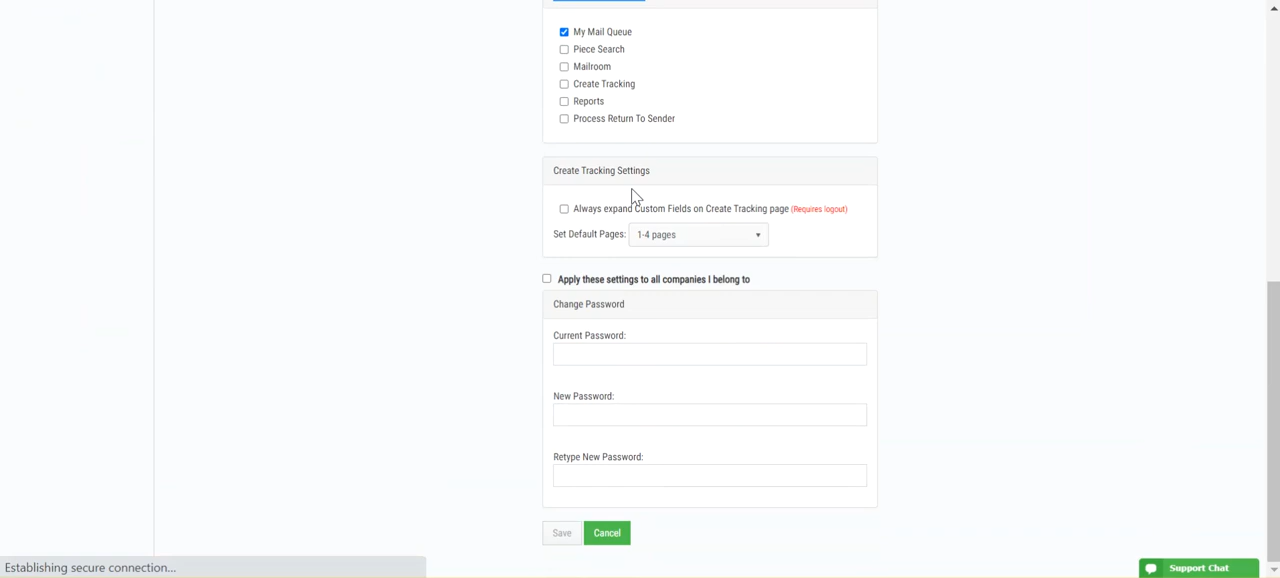 My Mail Queue
Piece Search
Mailroom
Create Tracking
Reports
Process Return To Sender
Create Tracking Settings
Always expand Custom Fields on Create Tracking page (Requires logout)
Set Default Pages: 1-4 pages
Apply these settings to all companies I belong to
Change Password
Current Password:
New Password:
Retype New Password:
Save Cancel
Establishing secure connection...
Support Chat